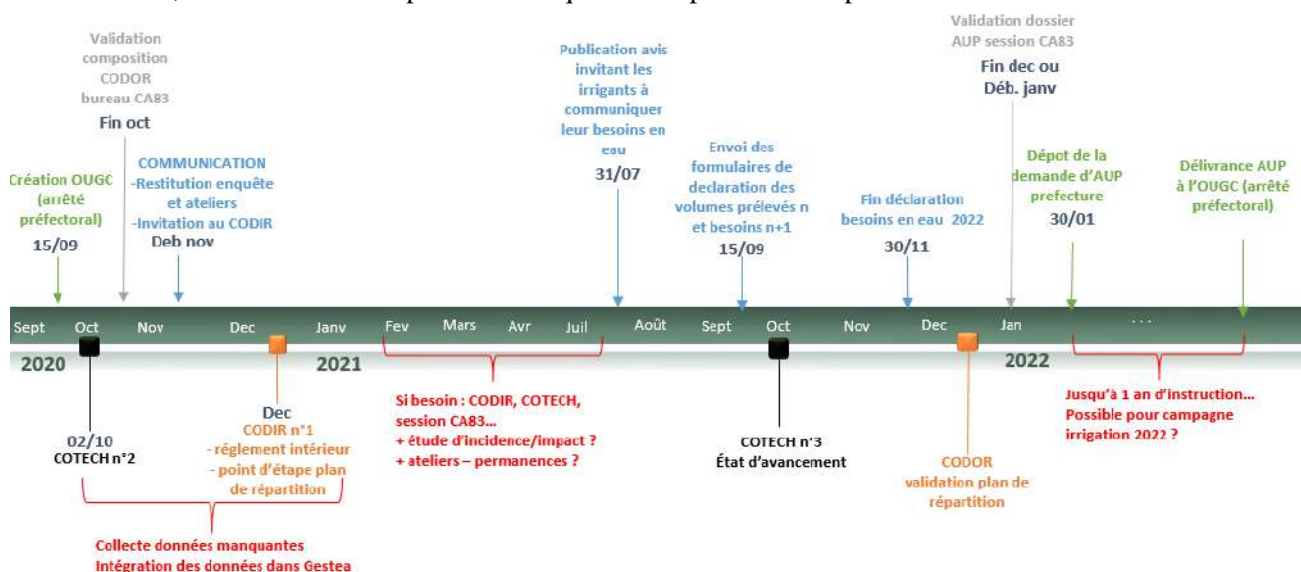 Validation
composition
CODOR
bureau CA83
Fin oct
Création OUGC
(arrêté
préfectoral)
15/09
COMMUNICATION
-Restitution enquête
et ateliers
-Invitation au CODIR
Deb nov
Publication avis
invitant les
irrigants à
communiquer
leur besoins en
eau
31/07
Envoi des
formulaires de
declaration des
volumes prélevés n
et besoins n+1
15/09
Fin déclaration
besoins en eau 2022
30/11
Validation dossier
AUP session CA83
Fin dec ou
Déb. janv
Dépot de la
demande d'AUP
prefecture
30/01
Délivrance AUP
à l'OUGC (arrêté
préfectoral)
Sept Oct Nov Dec Janv Fev Mars Avr Juil Août Sept Oct Nov Dec Jan ...
2020 2021 2022
02/10
COTECH n°2
Dec
CODIR n°1
- réglement intérieur
- point d'étape plan
de répartition
Collecte données manquantes
Intégration des données dans Gestea
Si besoin : CODIR, COTECH,
session CA83...
+ étude d'incidence/impact ?
+ ateliers – permanences ?
COTECH n°3
État d'avancement
CODOR
validation plan de
répartition
Jusqu'à 1 an d'instruction...
Possible pour campagne
irrigation 2022 ?